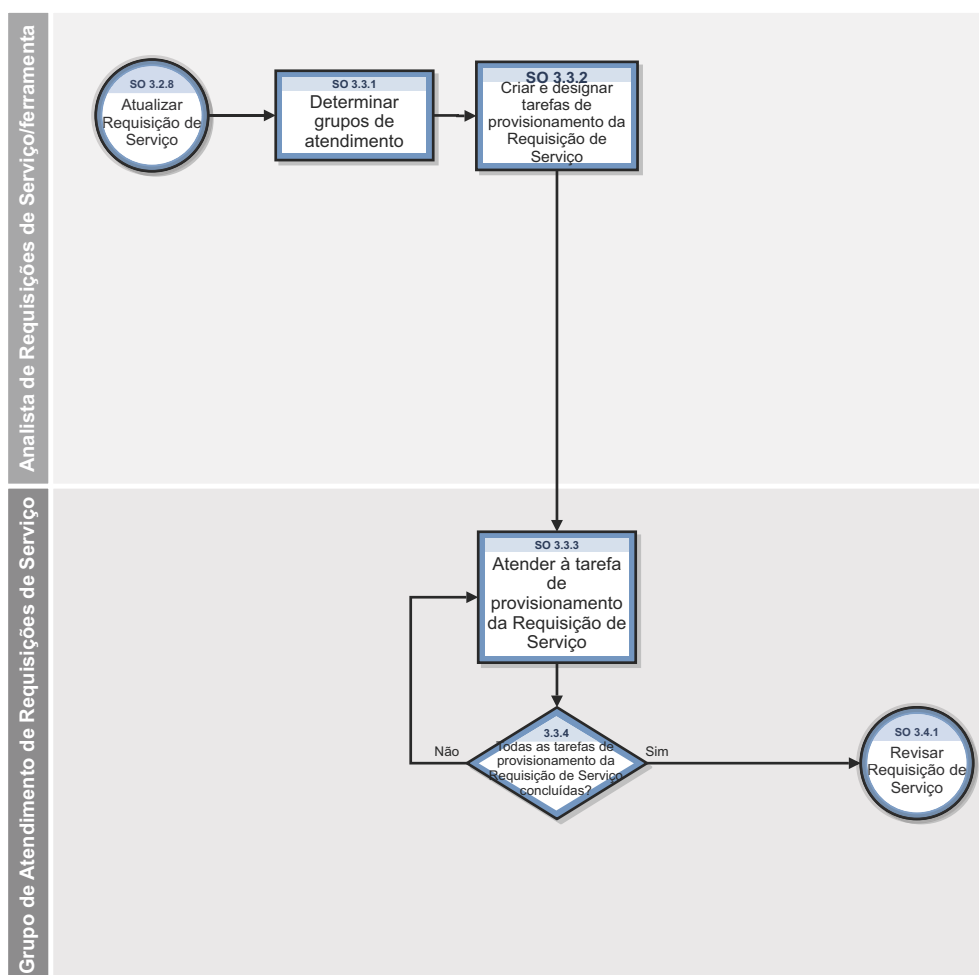 Analista de Requisições de Serviço/ferramenta
SO 3.2.8
Atualizar
Requisição de
Serviço
SO 3.3.1
Determinar
grupos de
atendimento
SO 3.3.2
Criar e designar
tarefas de
provisionamento da
Requisição de
Serviço
Grupo de Atendimento de Requisições de Serviço
SO 3.3.3
Atender à tarefa
de
provisionamento
da Requisição de
Serviço
Não
3.3.4
Todas as tarefas de
provisionamento da
Requisição de Serviço
concluídas?
Sim
SO 3.4.1
Revisar
Requisição de
Serviço